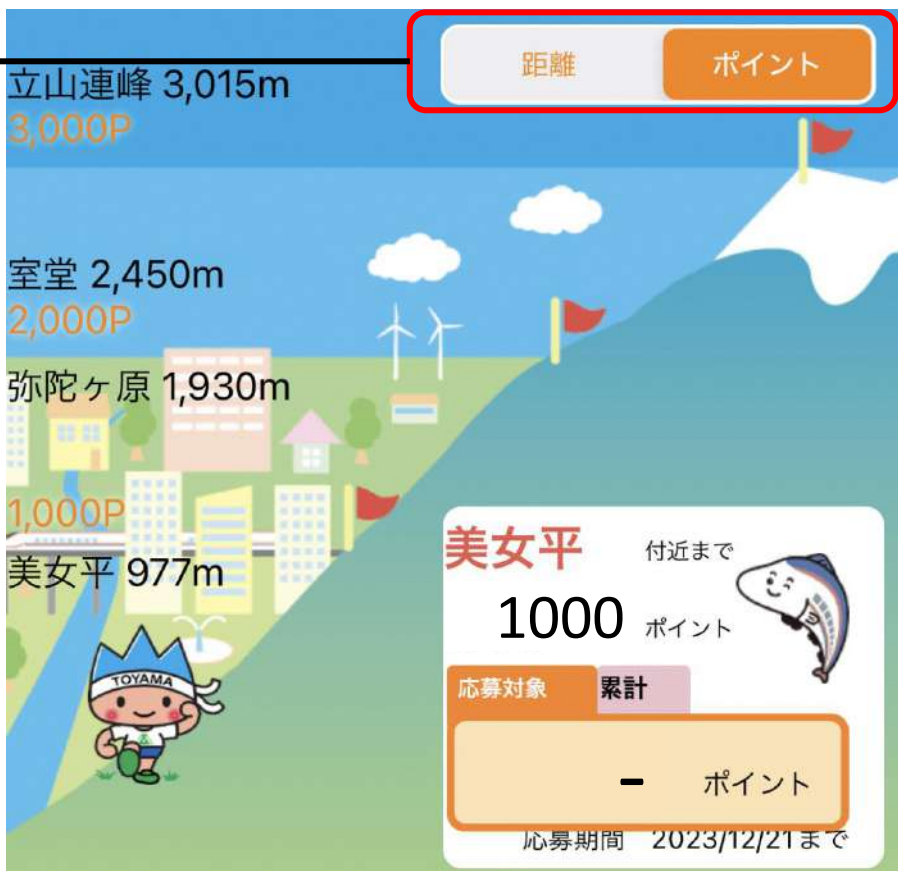 距離
ポイント
立山連峰 3,015m
3,000P
室堂 2,450m
2,000P
弥陀ヶ原 1,930m
1,000P
美女平 977m
TOYAMA
美女平 付近まで
1000 ポイント
応募対象 累計
- ポイント
応募期間 2023/12/21まで